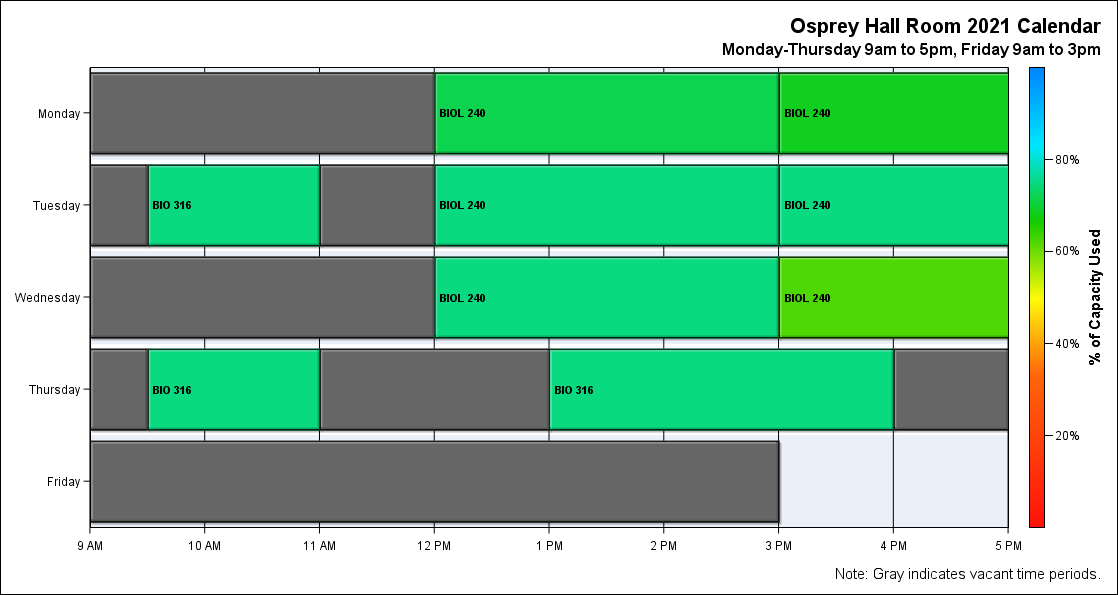 Osprey Hall Room 2021 Calendar
Monday-Thursday 9am to 5pm, Friday 9am to 3pm
Monday
BIOL 240
BIOL 240
Tuesday
BIO 316
BIOL 240
BIOL 240
Wednesday
BIOL 240
BIOL 240
Thursday
BIO 316
BIO 316
Friday
9 AM
10 AM
11 AM
12 PM
1 PM
2 PM
3 PM
4 PM
5 PM
80%
60%
40%
20%
% of Capacity Used
Note: Gray indicates vacant time periods.